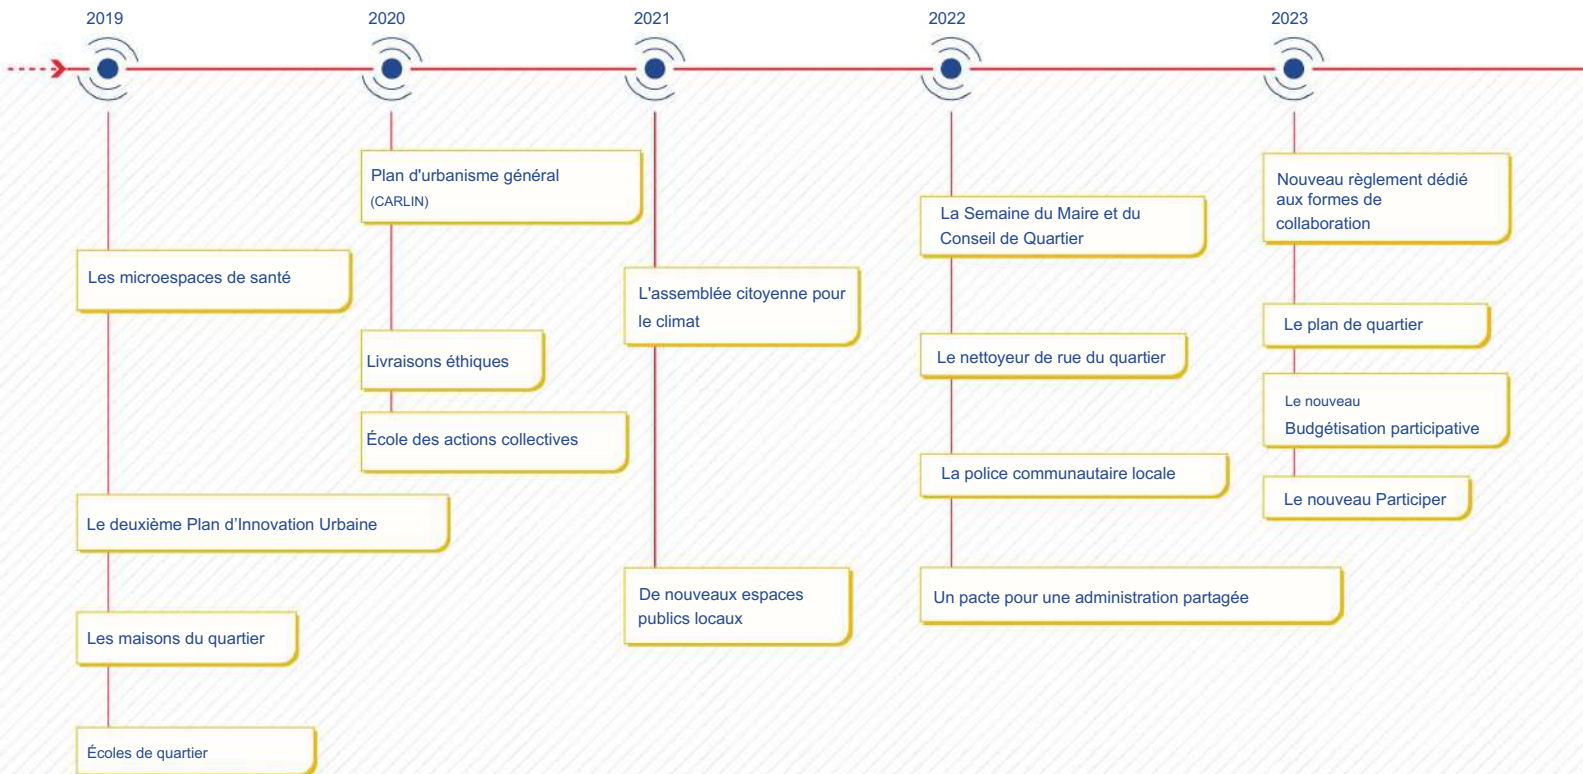 2019
Les microespaces de santé
Le deuxième Plan d’Innovation Urbaine
Les maisons du quartier
Écoles de quartier
2020
Plan d'urbanisme général
(CARLIN)
Livraisons éthiques
École des actions collectives
2021
L'assemblée citoyenne pour
le climat
De nouveaux espaces
publics locaux
2022
La Semaine du Maire et du
Conseil de Quartier
Le nettoyeur de rue du quartier
La police communautaire locale
Un pacte pour une administration partagée
2023
Nouveau règlement dédié
aux formes de
collaboration
Le plan de quartier
Le nouveau
Budgétisation participative
Le nouveau Participer